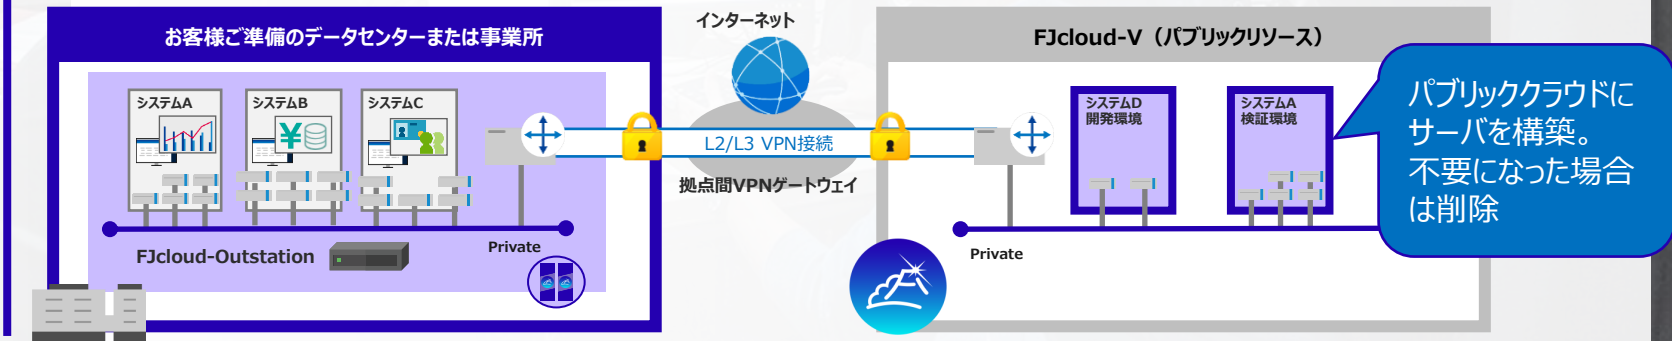 インターネット
お客様ご準備のデータセンターまたは事業所
FJcloud-V（パブリックリソース）
システムA
システムB
システムC
L2/L3 VPN接続
拠点間VPNゲートウェイ
システムD
開発環境
システムA
検証環境
パブリッククラウドに
サーバを構築。
不要になった場合
は削除
FJcloud-Outstation
Private
Private